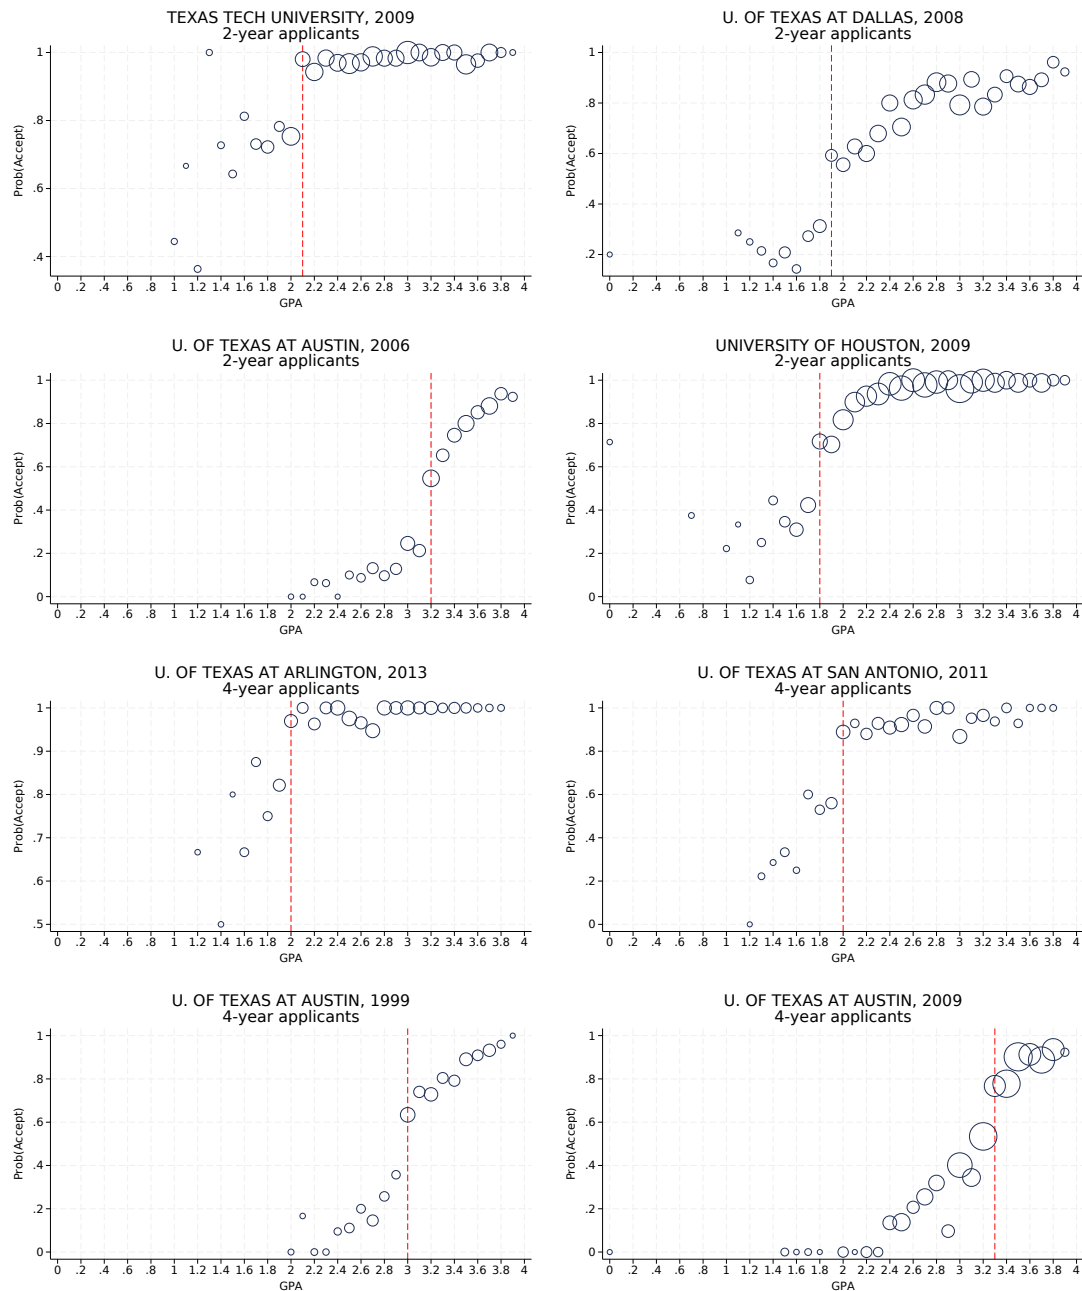 TEXAS TECH UNIVERSITY, 2009
2-year applicants
Prob(Accept)
1
.8
.6
.4
0 .2 .4 .6 .8 1 1.2 1.4 1.6 1.8 2 2.2 2.4 2.6 2.8 3 3.2 3.4 3.6 3.8 4
GPA
U. OF TEXAS AT DALLAS, 2008
2-year applicants
Prob(Accept)
1
.8
.6
.4
.2
0 .2 .4 .6 .8 1 1.2 1.4 1.6 1.8 2 2.2 2.4 2.6 2.8 3 3.2 3.4 3.6 3.8 4
GPA
U. OF TEXAS AT AUSTIN, 2006
2-year applicants
Prob(Accept)
1
.8
.6
.4
.2
0
0 .2 .4 .6 .8 1 1.2 1.4 1.6 1.8 2 2.2 2.4 2.6 2.8 3 3.2 3.4 3.6 3.8 4
GPA
UNIVERSITY OF HOUSTON, 2009
2-year applicants
Prob(Accept)
1
.8
.6
.4
.2
0
0 .2 .4 .6 .8 1 1.2 1.4 1.6 1.8 2 2.2 2.4 2.6 2.8 3 3.2 3.4 3.6 3.8 4
GPA
U. OF TEXAS AT ARLINGTON, 2013
4-year applicants
Prob(Accept)
1
.9
.8
.7
.6
.5
0 .2 .4 .6 .8 1 1.2 1.4 1.6 1.8 2 2.2 2.4 2.6 2.8 3 3.2 3.4 3.6 3.8 4
GPA
U. OF TEXAS AT SAN ANTONIO, 2011
4-year applicants
Prob(Accept)
1
.8
.6
.4
.2
0
0 .2 .4 .6 .8 1 1.2 1.4 1.6 1.8 2 2.2 2.4 2.6 2.8 3 3.2 3.4 3.6 3.8 4
GPA
U. OF TEXAS AT AUSTIN, 1999
4-year applicants
Prob(Accept)
1
.8
.6
.4
.2
0
0 .2 .4 .6 .8 1 1.2 1.4 1.6 1.8 2 2.2 2.4 2.6 2.8 3 3.2 3.4 3.6 3.8 4
GPA
U. OF TEXAS AT AUSTIN, 2009
4-year applicants
Prob(Accept)
1
.8
.6
.4
.2
0
0 .2 .4 .6 .8 1 1.2 1.4 1.6 1.8 2 2.2 2.4 2.6 2.8 3 3.2 3.4 3.6 3.8 4
GPA